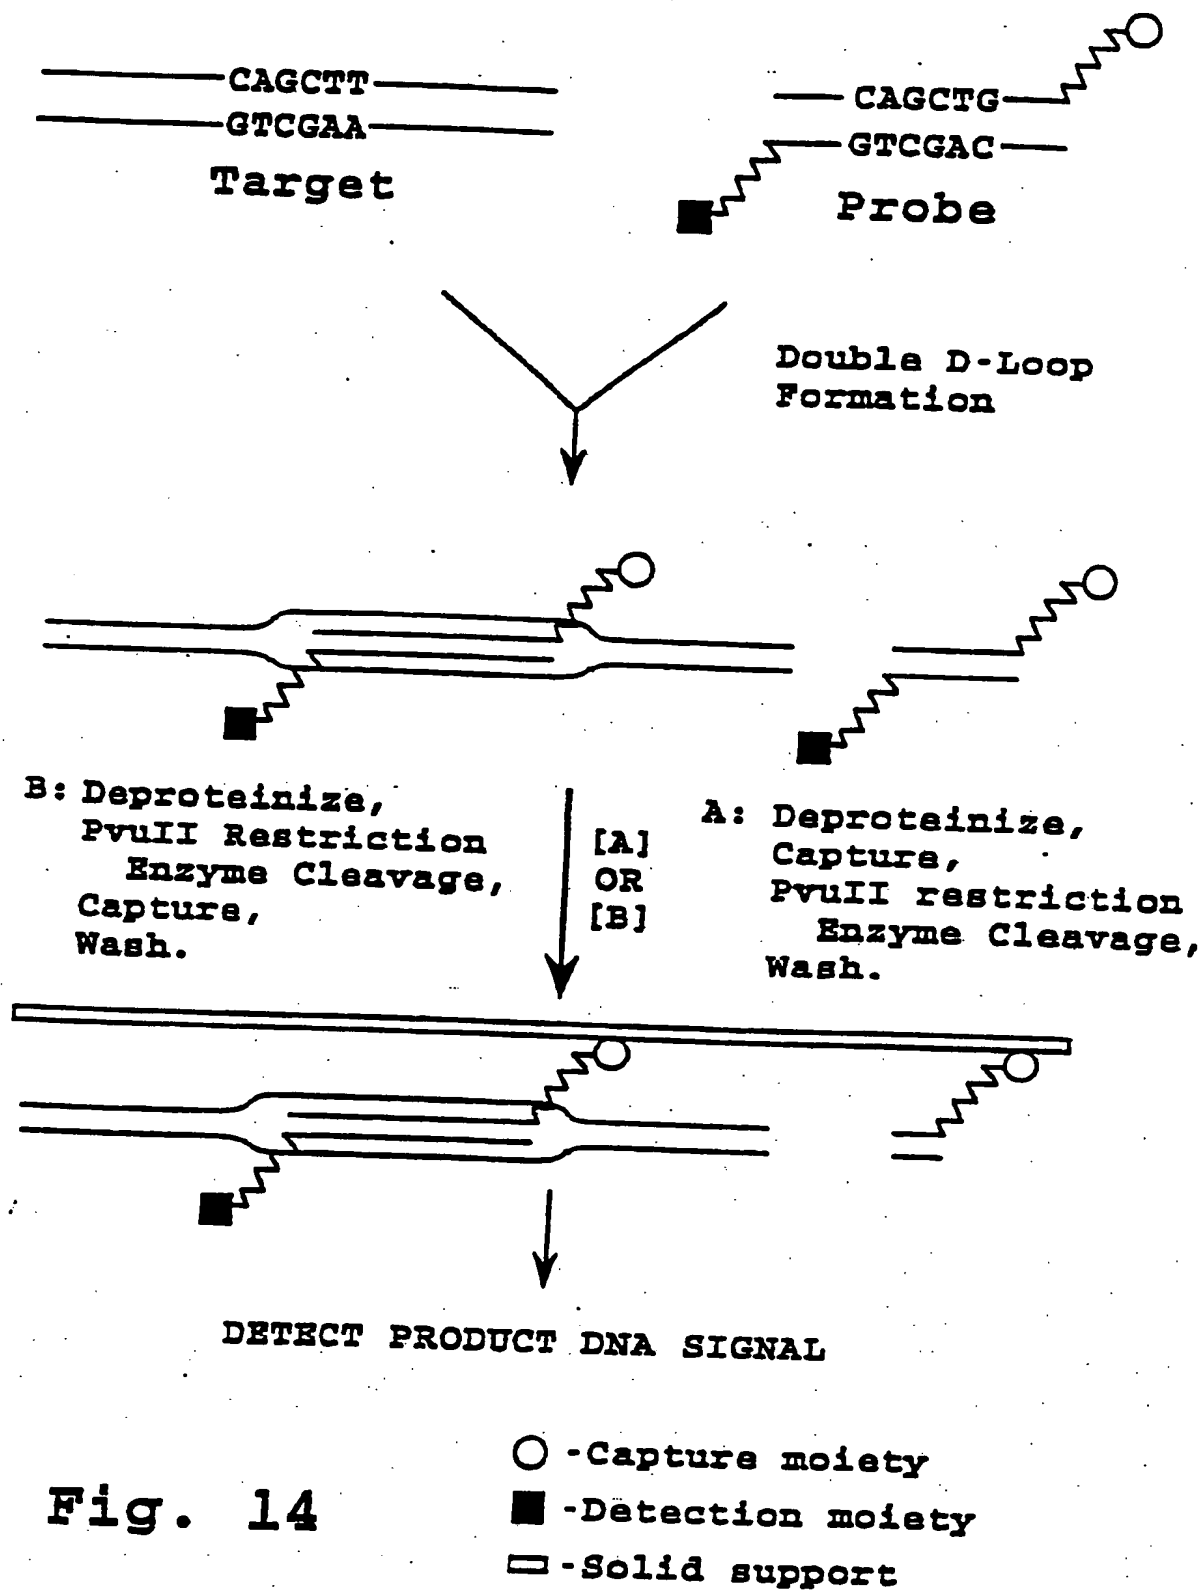 CAGCTT
GTCGAA
Target
CAGCTG
GTCGAC
Probe
Double D-Loop
Formation
B: Deproteinize,
PvuII Restriction
Enzyme Cleavage,
Capture,
Wash.
[A]
OR
[B]
A: Deproteinize,
Capture,
PvuII restriction
Enzyme Cleavage,
Wash.
DETECT PRODUCT DNA SIGNAL
-Capture moiety
-Detection moiety
-Solid support
Fig. 14